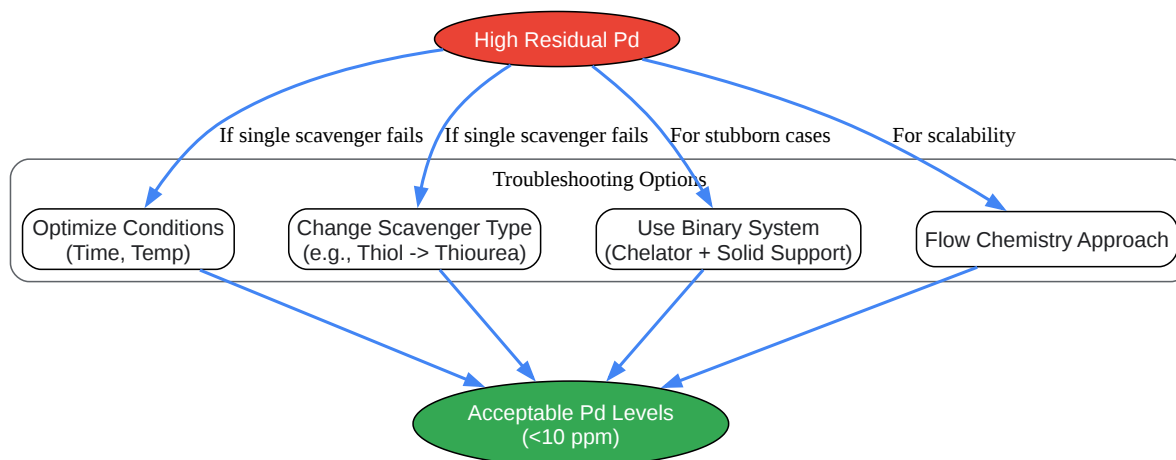 High Residual Pd
If single scavenger fails
If single scavenger fails
For stubborn cases
For scalability
Troubleshooting Options
Optimize Conditions
(Time, Temp)
Change Scavenger Type
(e.g., Thiol -> Thiourea)
Use Binary System
(Chelator + Solid Support)
Flow Chemistry Approach
Acceptable Pd Levels
(<10 ppm)